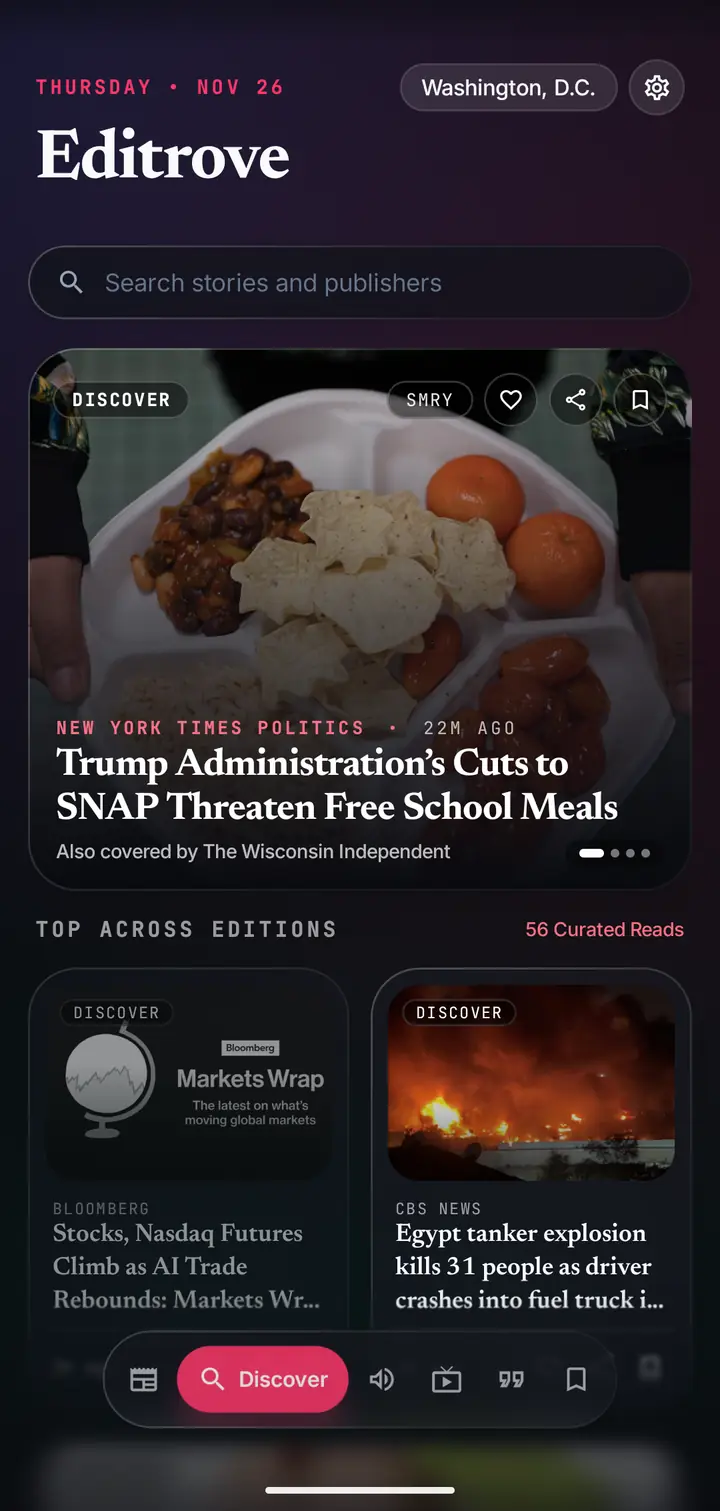 THURSDAY • NOV 26
Washington, D.C.
Editrove
Search stories and publishers
DISCOVER
SMRY
NEW YORK TIMES POLITICS • 22M AGO
Trump Administration’s Cuts to
SNAP Threaten Free School Meals
Also covered by The Wisconsin Independent
TOP ACROSS EDITIONS
56 Curated Reads
DISCOVER
Bloomberg
Markets Wrap
The latest on what's
moving global markets
BLOOMBERG
Stocks, Nasdaq Futures
Climb as AI Trade
Rebounds: Markets Wr...
DISCOVER
CBS NEWS
Egypt tanker explosion
kills 31 people as driver
crashes into fuel truck i...
Discover